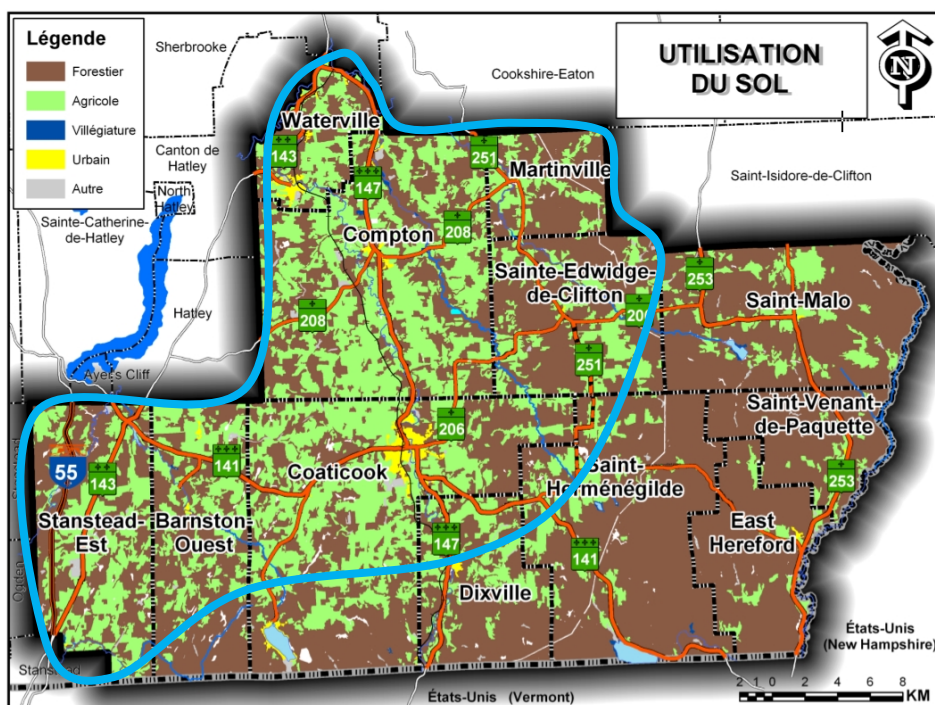 Légende
Forestier
Agricole
Villégiature
Urbain
Autre
UTILISATION
DU SOL
N
Sherbrooke
Cookshire-Eaton
Waterville
143
147
251
Martinville
Canton de
Hatley
North
Hatley
Sainte-Catherine-
de-Hatley
Saint-Isidore-de-Clifton
Compton
208
Sainte-Edwidge-
de-Clifton
253
Saint-Malo
Hatley
208
251
Ayer's Cliff
206
Saint-Venant-
de-Paquette
55
143
141
Coaticook
Saint-
Herménégilde
253
Stanstead-
Est
Barnston-
Ouest
147
141
East
Hereford
Ogden
Dixville
Stanstead
États-Unis
(New Hampshire)
États-Unis (Vermont)
2 1 0 2 4 6 8
KM